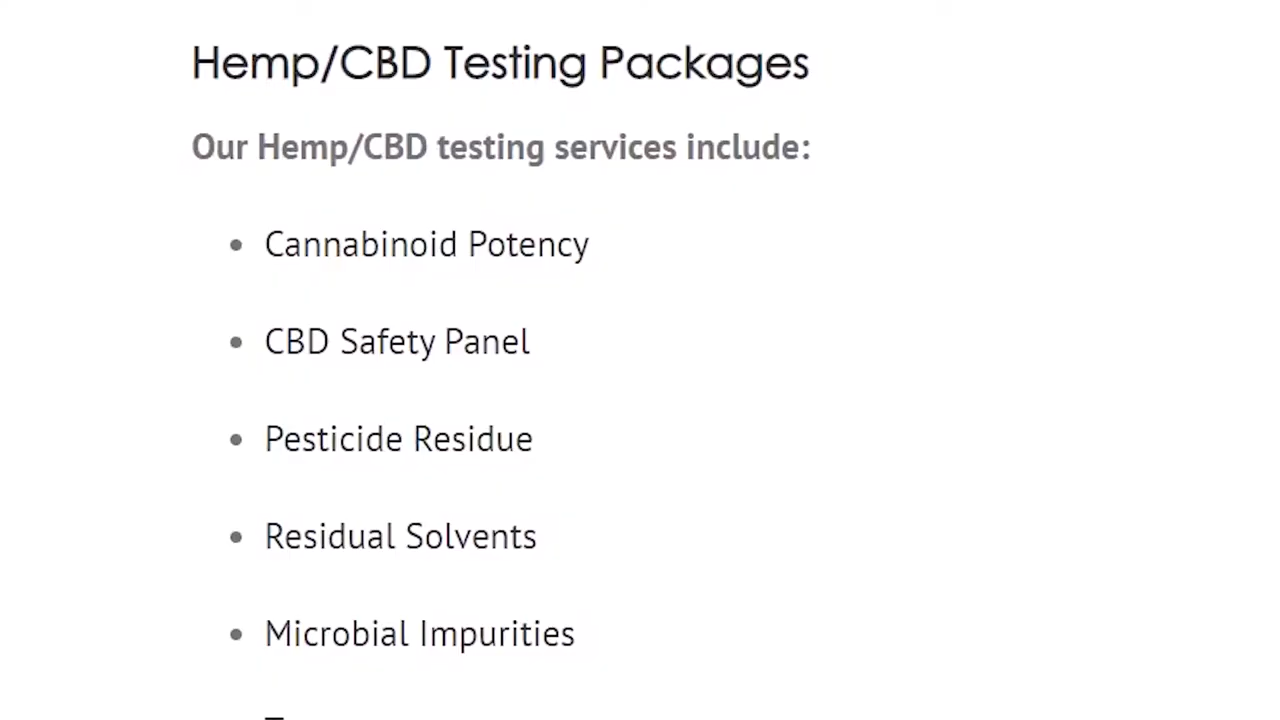 Hemp/CBD Testing Packages
Our Hemp/CBD testing services include:
Cannabinoid Potency
CBD Safety Panel
Pesticide Residue
Residual Solvents
Microbial Impurities